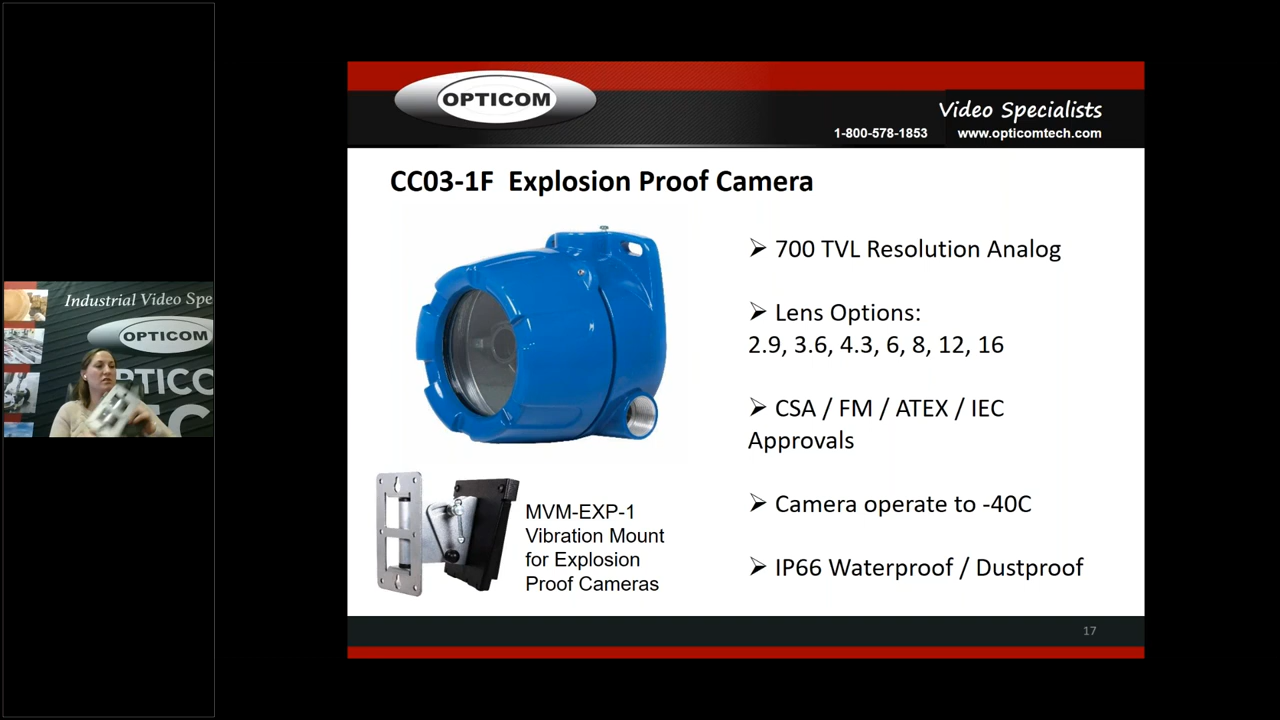 OPTICOM
Video Specialists
1-800-578-1853 www.opticomtech.com
CC03-1F Explosion Proof Camera
➢ 700 TVL Resolution Analog
➢ Lens Options:
2.9, 3.6, 4.3, 6, 8, 12, 16
➢ CSA / FM / ATEX / IEC
Approvals
➢ Camera operate to -40C
➢ IP66 Waterproof / Dustproof
MVM-EXP-1
Vibration Mount
for Explosion
Proof Cameras
17
Industrial Video Spe
OPTICOM
OPTICO
TEC